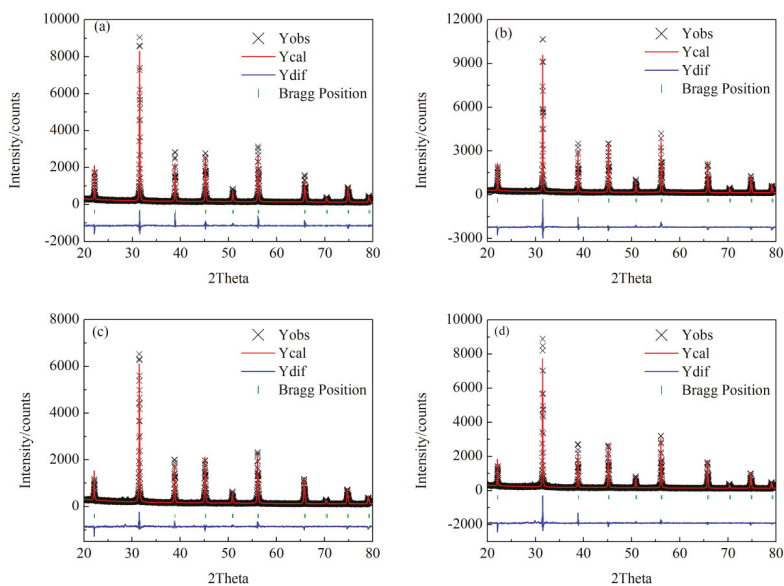 (a)
Yobs
Ycal
Ydif
Bragg Position
10000
8000
6000
4000
2000
0
-2000
Intensity/counts
20 30 40 50 60 70 80
2Theta
(b)
Yobs
Ycal
Ydif
Bragg Position
12000
9000
6000
3000
0
-3000
Intensity/counts
20 30 40 50 60 70 80
2Theta
(c)
Yobs
Ycal
Ydif
Bragg Position
8000
6000
4000
2000
0
Intensity/counts
20 30 40 50 60 70 80
2Theta
(d)
Yobs
Ycal
Ydif
Bragg Position
10000
8000
6000
4000
2000
0
-2000
Intensity/counts
20 30 40 50 60 70 80
2Theta